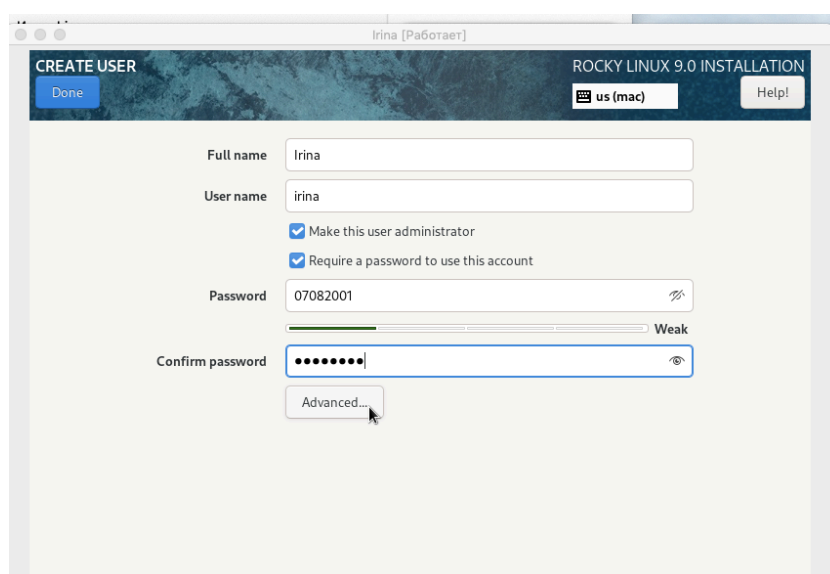 Irina [Работает]
CREATE USER
ROCKY LINUX 9.0 INSTALLATION
Done
us (mac)
Help!
Full name
Irina
User name
irina
Make this user administrator
Require a password to use this account
Password
07082001
Weak
Confirm password
●●●●●●●●
Advanced...